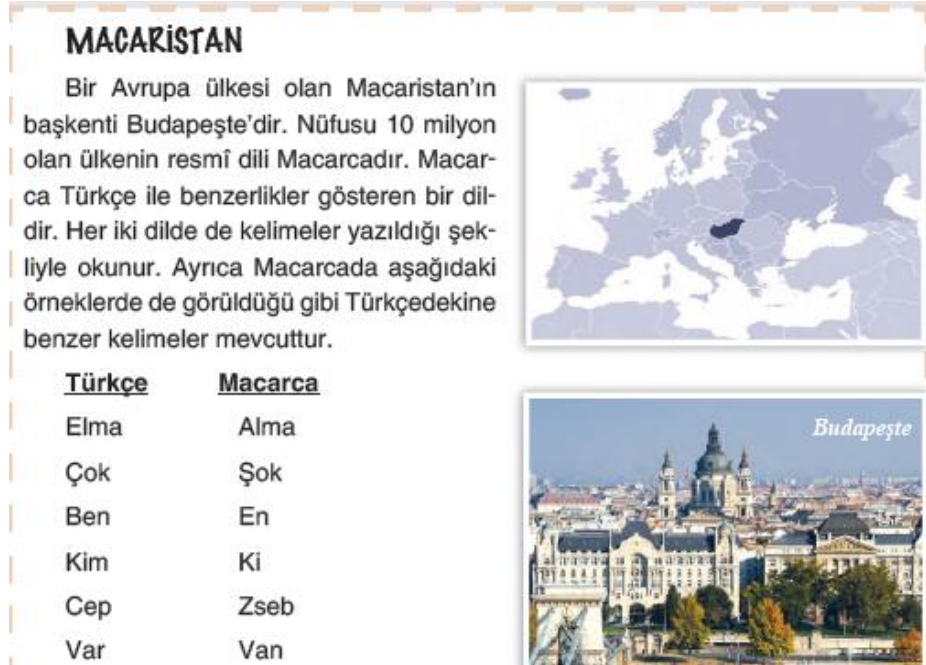 MACARİSTAN
Bir Avrupa ülkesi olan Macaristan’ın
başkenti Budapeşte’dir. Nüfusu 10 milyon
olan ülkenin resmî dili Macarcadır. Macar-
ca Türkçe ile benzerlikler gösteren bir dil-
dir. Her iki dilde de kelimeler yazıldığı şek-
liyle okunur. Ayrıca Macarcada aşağıdaki
örneklerde de görüldüğü gibi Türkçedekine
benzer kelimeler mevcuttur.
Türkçe Macarca
Elma Alma
Çok Şok
Ben En
Kim Ki
Cep Zseb
Var Van
Budapeşte